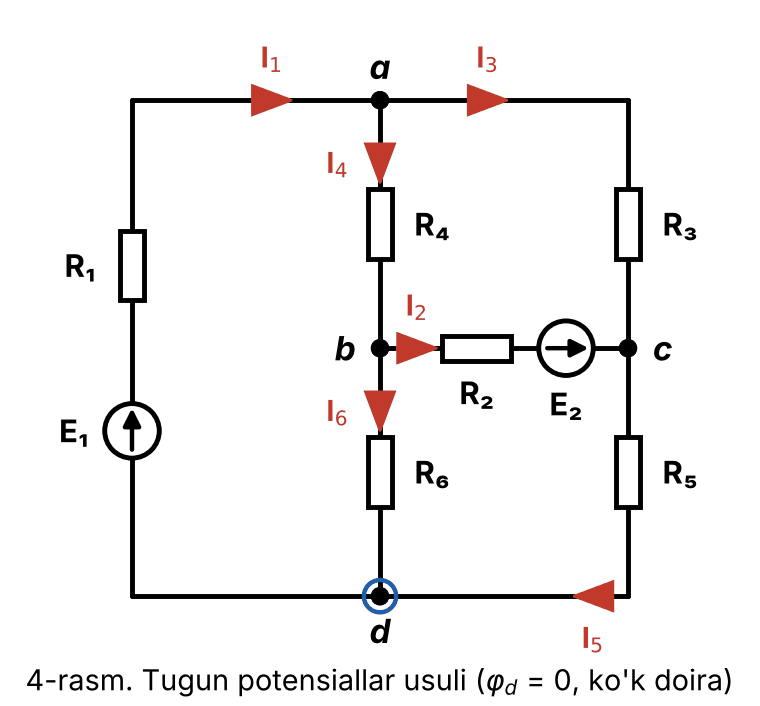 I₁
a
I₃
I₄
R₄
R₃
R₁
I₂
b
c
R₂
E₂
E₁
I₆
R₆
R₅
d
I₅
4-rasm. Tugun potensiallar usuli (φd = 0, ko'k doira)